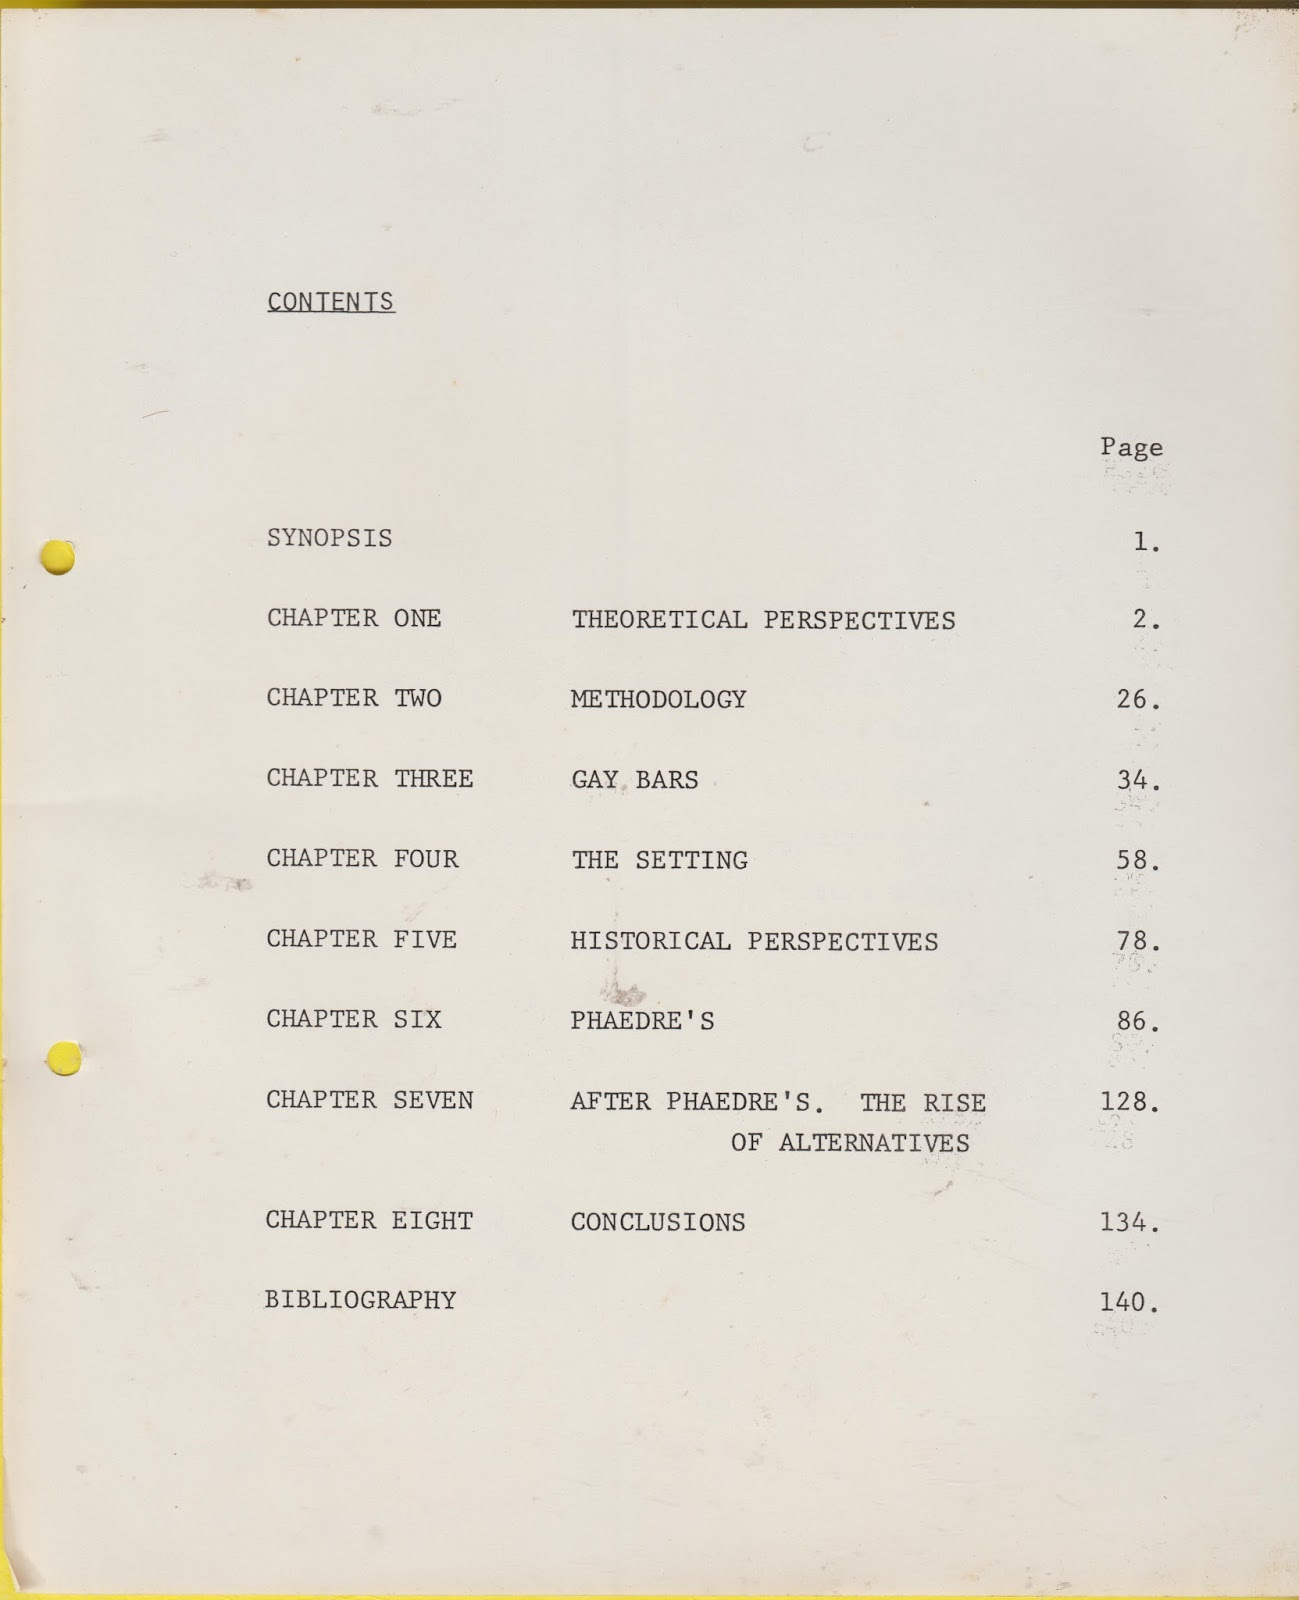 CONTENTS
Page
SYNOPSIS 1.
CHAPTER ONE THEORETICAL PERSPECTIVES 2.
CHAPTER TWO METHODOLOGY 26.
CHAPTER THREE GAY BARS 34.
CHAPTER FOUR THE SETTING 58.
CHAPTER FIVE HISTORICAL PERSPECTIVES 78.
CHAPTER SIX PHAEDRE'S 86.
CHAPTER SEVEN AFTER PHAEDRE'S. THE RISE 128.
OF ALTERNATIVES
CHAPTER EIGHT CONCLUSIONS 134.
BIBLIOGRAPHY 140.